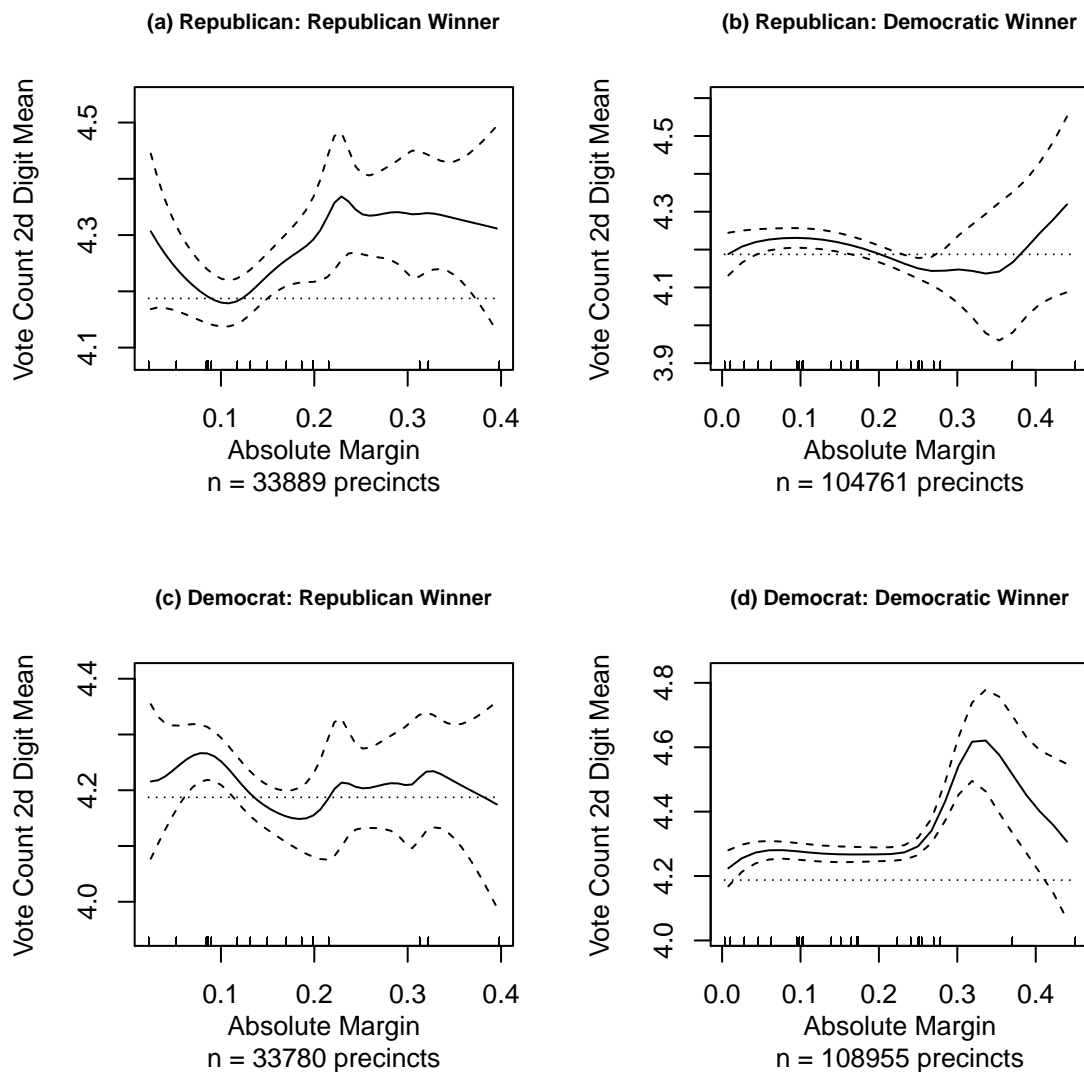 (a) Republican: Republican Winner
Vote Count 2d Digit Mean
4.5
4.3
4.1
0.1 0.2 0.3 0.4
Absolute Margin
n = 33889 precincts
(b) Republican: Democratic Winner
Vote Count 2d Digit Mean
4.5
4.3
4.1
3.9
0.0 0.1 0.2 0.3 0.4
Absolute Margin
n = 104761 precincts
(c) Democrat: Republican Winner
Vote Count 2d Digit Mean
4.4
4.2
4.0
0.1 0.2 0.3 0.4
Absolute Margin
n = 33780 precincts
(d) Democrat: Democratic Winner
Vote Count 2d Digit Mean
4.8
4.6
4.4
4.2
4.0
0.0 0.1 0.2 0.3 0.4
Absolute Margin
n = 108955 precincts